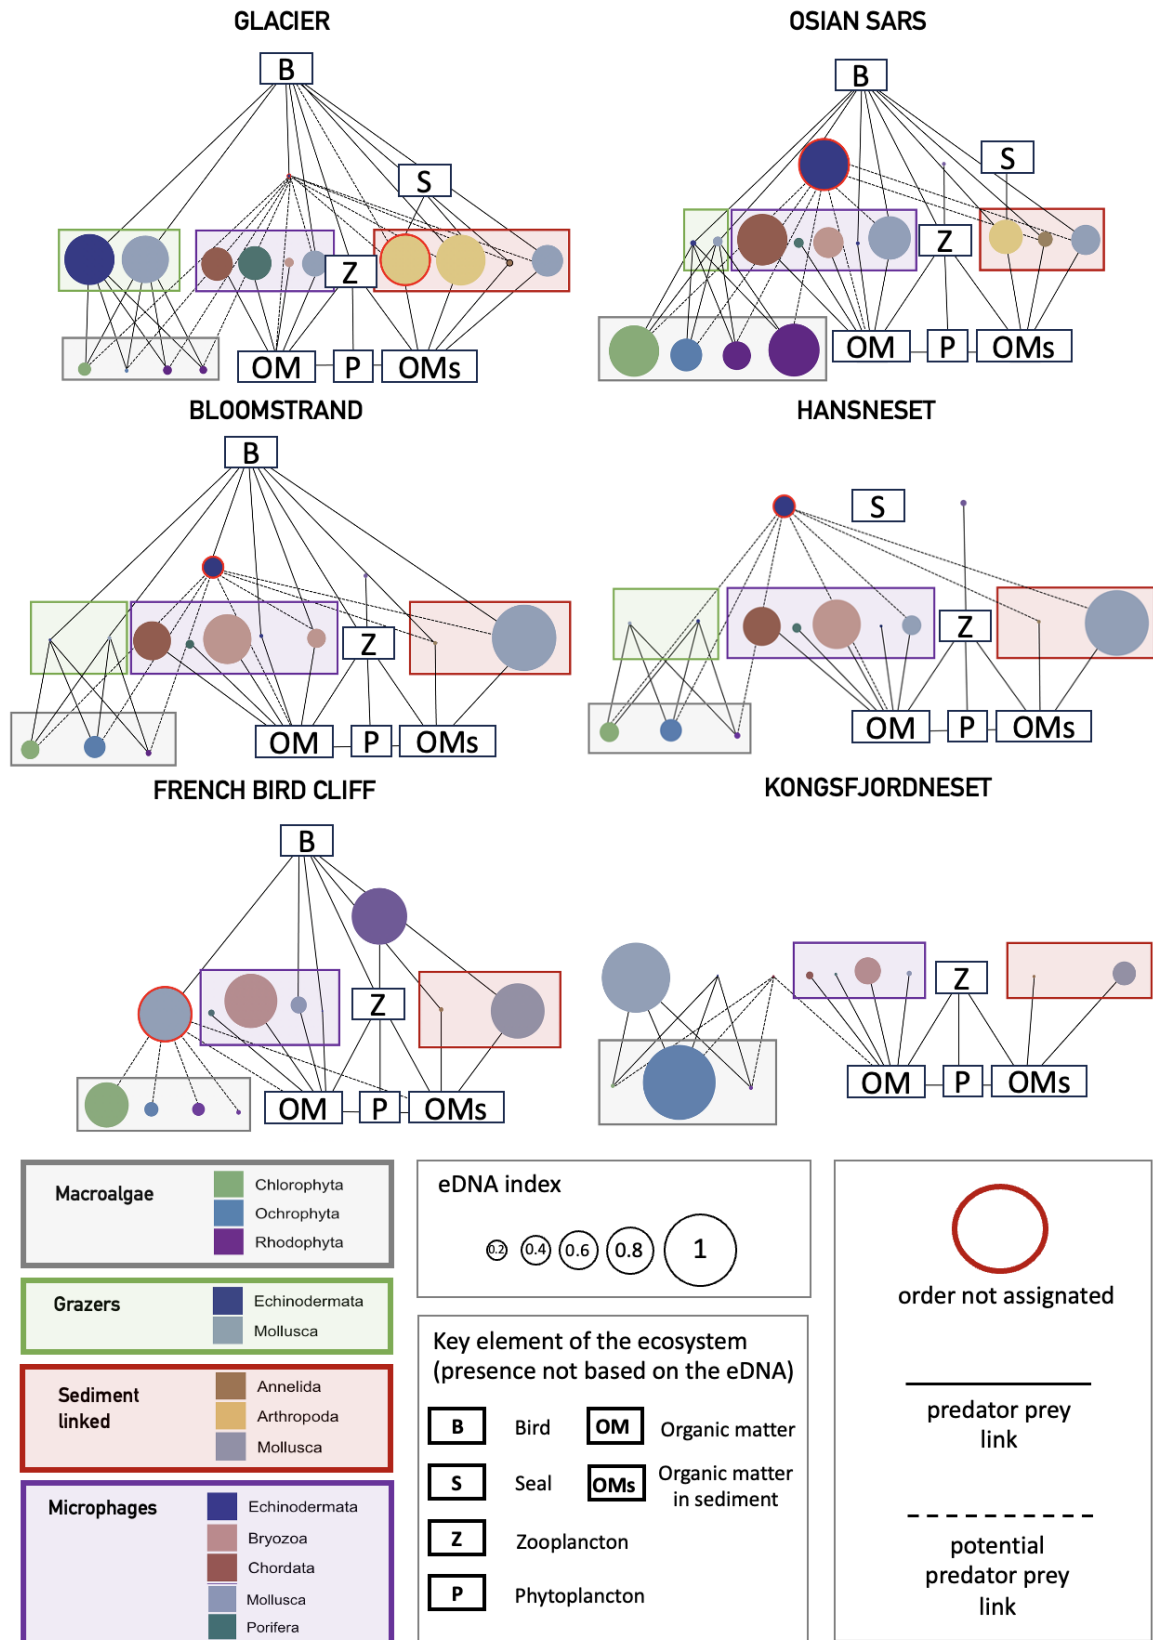 GLACIER
OSIAN SARS
B
B
S
S
Z
Z
OM
P
OMs
OM
P
OMs
BLOOMSTRAND
HANSNESET
B
S
Z
Z
OM
P
OMs
OM
P
OMs
FRENCH BIRD CLIFF
KONGSFJORDNESET
B
Z
Z
OM
P
OMs
OM
P
OMs
Macroalgae
Chlorophyta
Ochrophyta
Rhodophyta
Grazers
Echinodermata
Mollusca
Sediment
linked
Annelida
Arthropoda
Mollusca
Microphages
Echinodermata
Bryozoa
Chordata
Mollusca
Porifera
eDNA index
0.2
0.4
0.6
0.8
1
Key element of the ecosystem
(presence not based on the eDNA)
B
Bird
OM
Organic matter
S
Seal
OMs
Organic matter
in sediment
Z
Zooplancton
P
Phytoplancton
order not assigned
predator prey
link
potential
predator prey
link